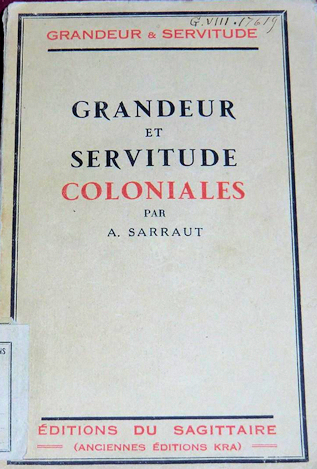 G.VIII.17619
GRANDEUR & SERVITUDE
GRANDEUR
ET
SERVITUDE
COLONIALES
PAR
A. SARRAUT
ÉDITIONS DU SAGITTAIRE
(ANCIENNES ÉDITIONS KRA)